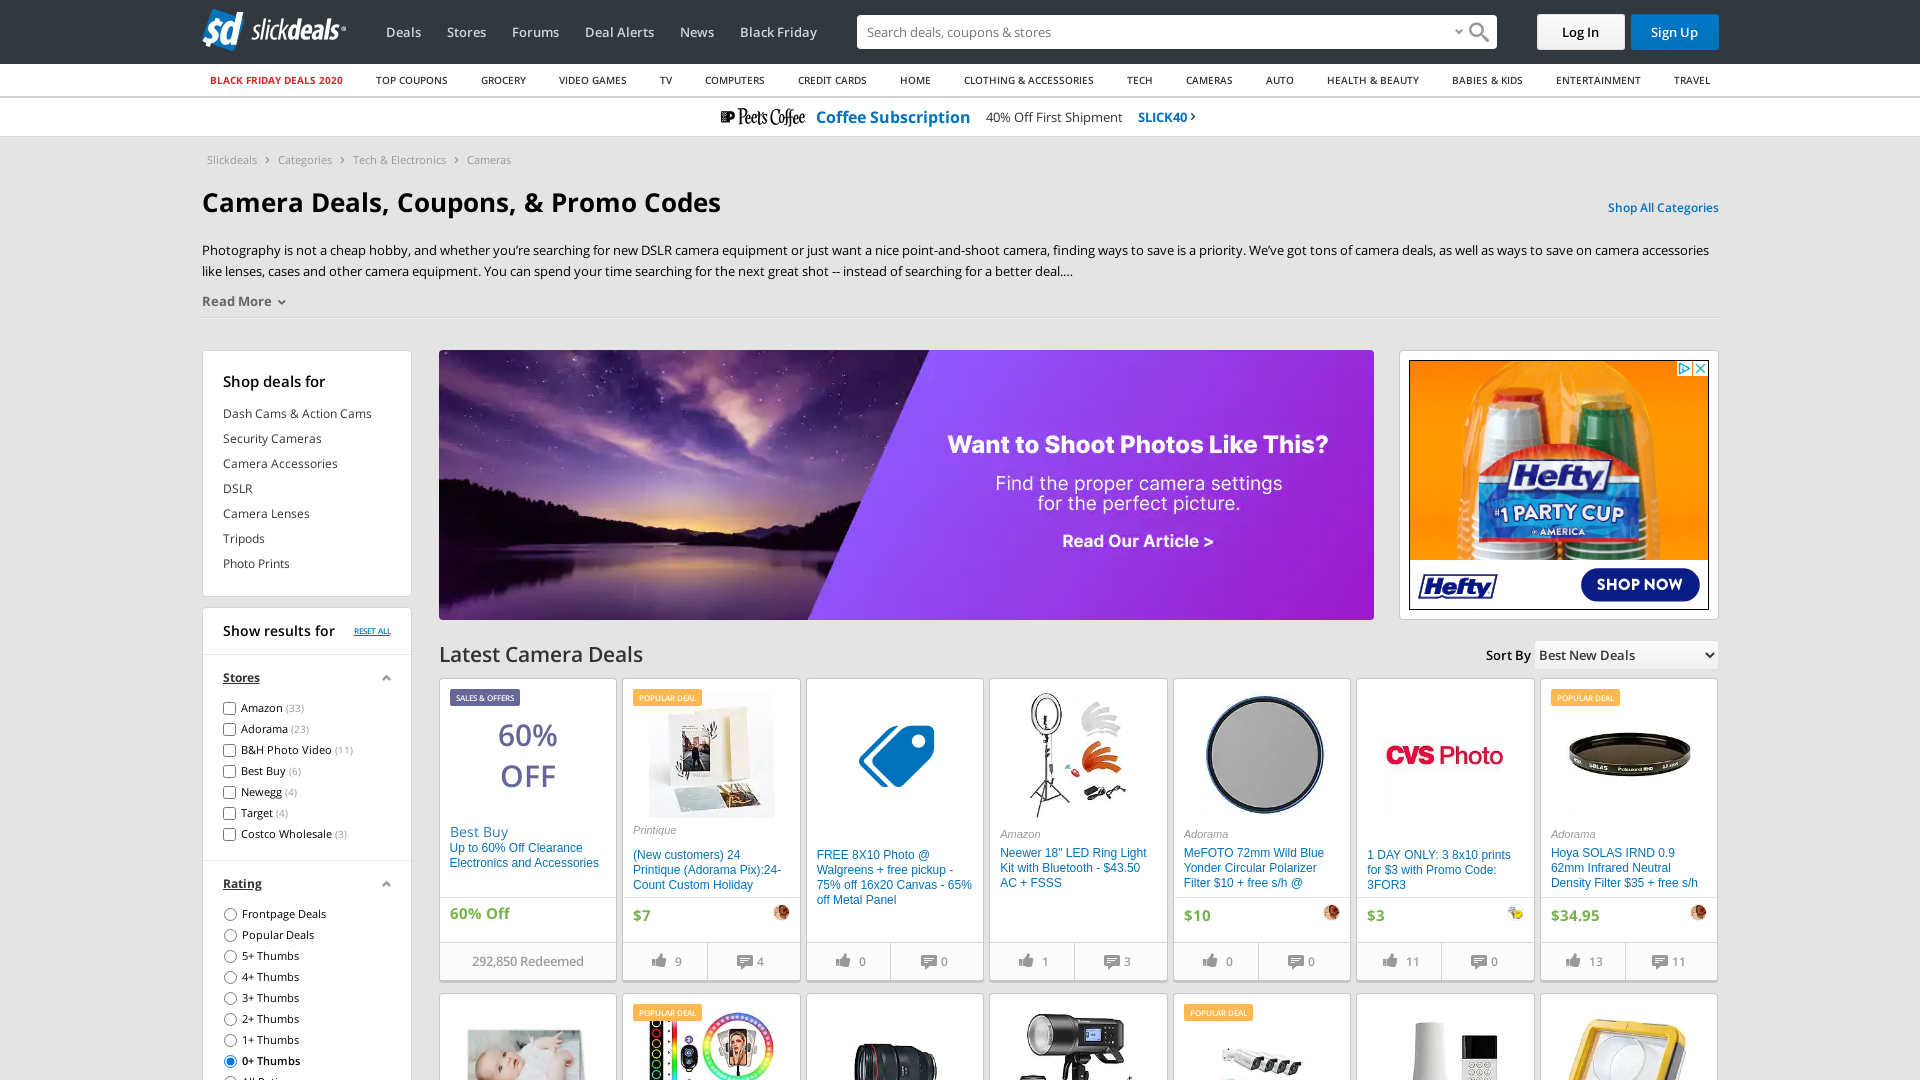 slickdeals
Deals
Stores
Forums
Deal Alerts
News
Black Friday
Search deals, coupons & stores
Log In
Sign Up
BLACK FRIDAY DEALS 2020
TOP COUPONS
GROCERY
VIDEO GAMES
TV
COMPUTERS
CREDIT CARDS
HOME
CLOTHING & ACCESSORIES
TECH
CAMERAS
AUTO
HEALTH & BEAUTY
BABIES & KIDS
ENTERTAINMENT
TRAVEL
Peet's Coffee Coffee Subscription 40% Off First Shipment SLICK40
Slickdeals > Categories > Tech & Electronics > Cameras
Camera Deals, Coupons, & Promo Codes
Shop All Categories
Photography is not a cheap hobby, and whether you’re searching for new DSLR camera equipment or just want a nice point-and-shoot camera, finding ways to save is a priority. We’ve got tons of camera deals, as well as ways to save on camera accessories
like lenses, cases and other camera equipment. You can spend your time searching for the next great shot -- instead of searching for a better deal....
Read More
Shop deals for
Dash Cams & Action Cams
Security Cameras
Camera Accessories
DSLR
Camera Lenses
Tripods
Photo Prints
Show results for
RESET ALL
Stores
Amazon (33)
Adorama (23)
B&H Photo Video (11)
Best Buy (6)
Newegg (4)
Target (4)
Costco Wholesale (3)
Rating
Frontpage Deals
Popular Deals
5+ Thumbs
4+ Thumbs
3+ Thumbs
2+ Thumbs
1+ Thumbs
0+ Thumbs
Want to Shoot Photos Like This?
Find the proper camera settings
for the perfect picture.
Read Our Article >
Hefty
#1 PARTY CUP
in AMERICA
Hefty
SHOP NOW
Latest Camera Deals
Sort By Best New Deals
SALES & OFFERS
60%
OFF
Best Buy
Up to 60% Off Clearance
Electronics and Accessories
60% Off
292,850 Redeemed
POPULAR DEAL
Printique
(New customers) 24
Printique (Adorama Pix):24-
Count Custom Holiday
$7
9
4
FREE 8X10 Photo @
Walgreens + free pickup -
75% off 16x20 Canvas - 65%
off Metal Panel
0
0
Amazon
Neewer 18" LED Ring Light
Kit with Bluetooth - $43.50
AC + FSSS
1
3
Adorama
MeFOTO 72mm Wild Blue
Yonder Circular Polarizer
Filter $10 + free s/h @
$10
0
0
CVS Photo
1 DAY ONLY: 3 8x10 prints
for $3 with Promo Code:
3FOR3
$3
11
0
POPULAR DEAL
Adorama
Hoya SOLAS IRND 0.9
62mm Infrared Neutral
Density Filter $35 + free s/h
$34.95
13
11
POPULAR DEAL
POPULAR DEAL